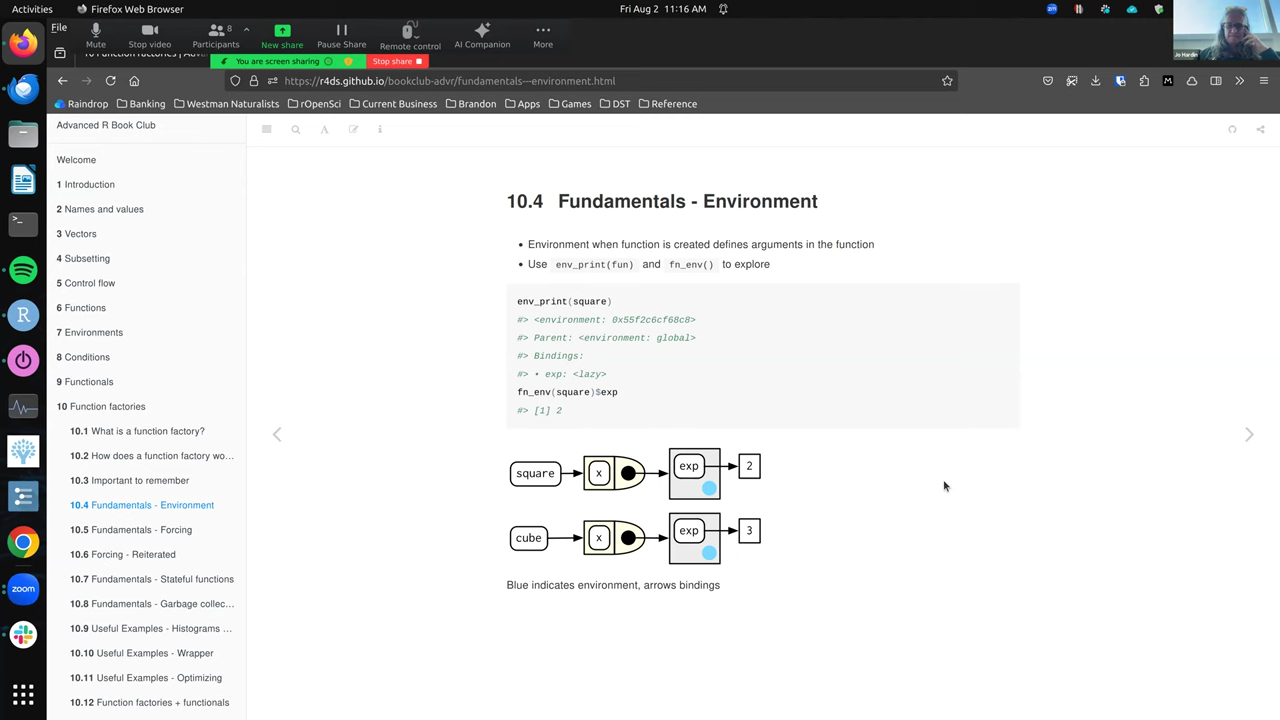 Activities
Firefox Web Browser
Fri Aug 2 11:16 AM
File
Mute
Stop video
8
Participants
New share
Pause Share
Remote control
AI Companion
More
Jo Hardin
You are screen sharing
Stop share
https://r4ds.github.io/bookclub-advr/fundamentals---environment.html
Raindrop
Banking
Westman Naturalists
rOpenSci
Current Business
Brandon
Apps
Games
DST
Reference
Advanced R Book Club
Welcome
1 Introduction
2 Names and values
3 Vectors
4 Subsetting
5 Control flow
6 Functions
7 Environments
8 Conditions
9 Functionals
10 Function factories
10.1 What is a function factory?
10.2 How does a function factory wo…
10.3 Important to remember
10.4 Fundamentals - Environment
10.5 Fundamentals - Forcing
10.6 Forcing - Reiterated
10.7 Fundamentals - Stateful functions
10.8 Fundamentals - Garbage collec…
10.9 Useful Examples - Histograms …
10.10 Useful Examples - Wrapper
10.11 Useful Examples - Optimizing
10.12 Function factories + functionals
10.4 Fundamentals - Environment
• Environment when function is created defines arguments in the function
• Use env_print(fun) and fn_env() to explore
env_print(square)
#> <environment: 0x55f2c6cf68c8>
#> Parent: <environment: global>
#> Bindings:
#> • exp: <lazy>
fn_env(square)$exp
#> [1] 2
square x exp 2
cube x exp 3
Blue indicates environment, arrows bindings
zoom